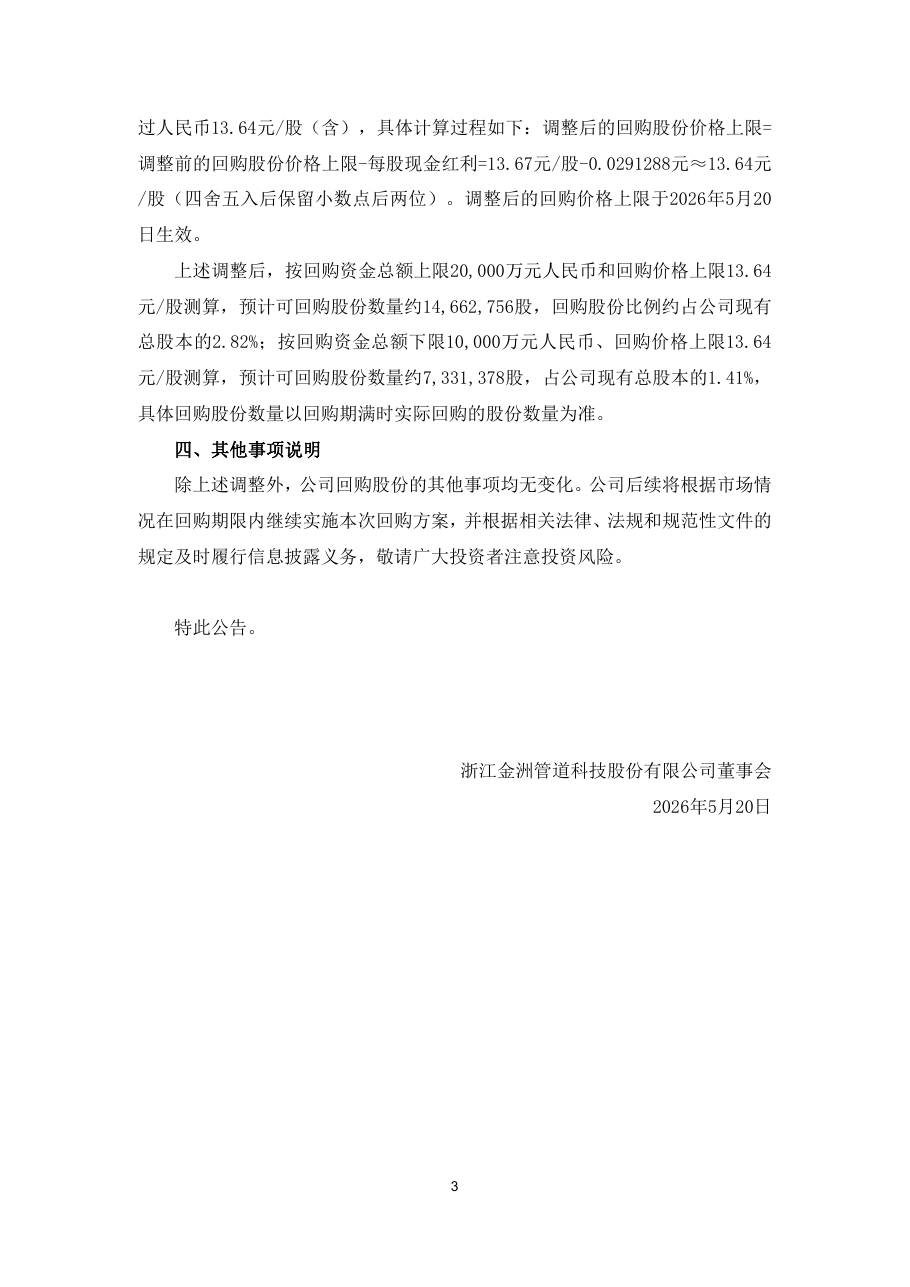 过人民币13.64元/股（含），具体计算过程如下：调整后的回购股份价格上限=
调整前的回购股份价格上限-每股现金红利=13.67元/股-0.0291288元≈13.64元
/股（四舍五入后保留小数点后两位）。调整后的回购价格上限于2026年5月20
日生效。
上述调整后，按回购资金总额上限20,000万元人民币和回购价格上限13.64
元/股测算，预计可回购股份数量约14,662,756股，回购股份比例约占公司现有
总股本的2.82%；按回购资金总额下限10,000万元人民币、回购价格上限13.64
元/股测算，预计可回购股份数量约7,331,378股，占公司现有总股本的1.41%，
具体回购股份数量以回购期满时实际回购的股份数量为准。
四、其他事项说明
除上述调整外，公司回购股份的其他事项均无变化。公司后续将根据市场情
况在回购期限内继续实施本次回购方案，并根据相关法律、法规和规范性文件的
规定及时履行信息披露义务，敬请广大投资者注意投资风险。
特此公告。
浙江金洲管道科技股份有限公司董事会
2026年5月20日
3